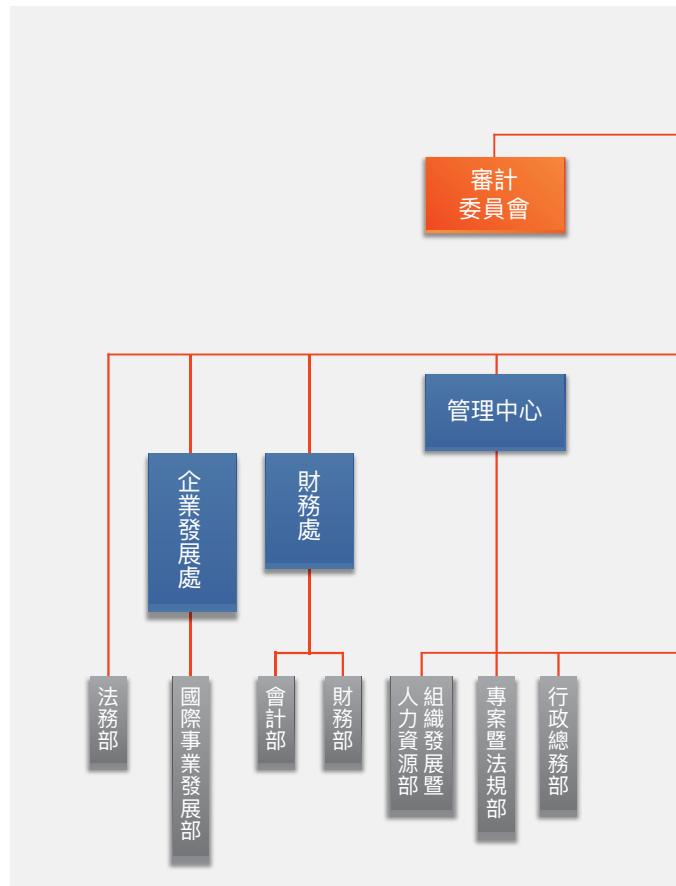 審計
委員會
管理中心
企業發展處
財務處
法務部
國際事業發展部
會計部
財務部
組織發展暨
人力資源部
專案暨法規部
行政總務部